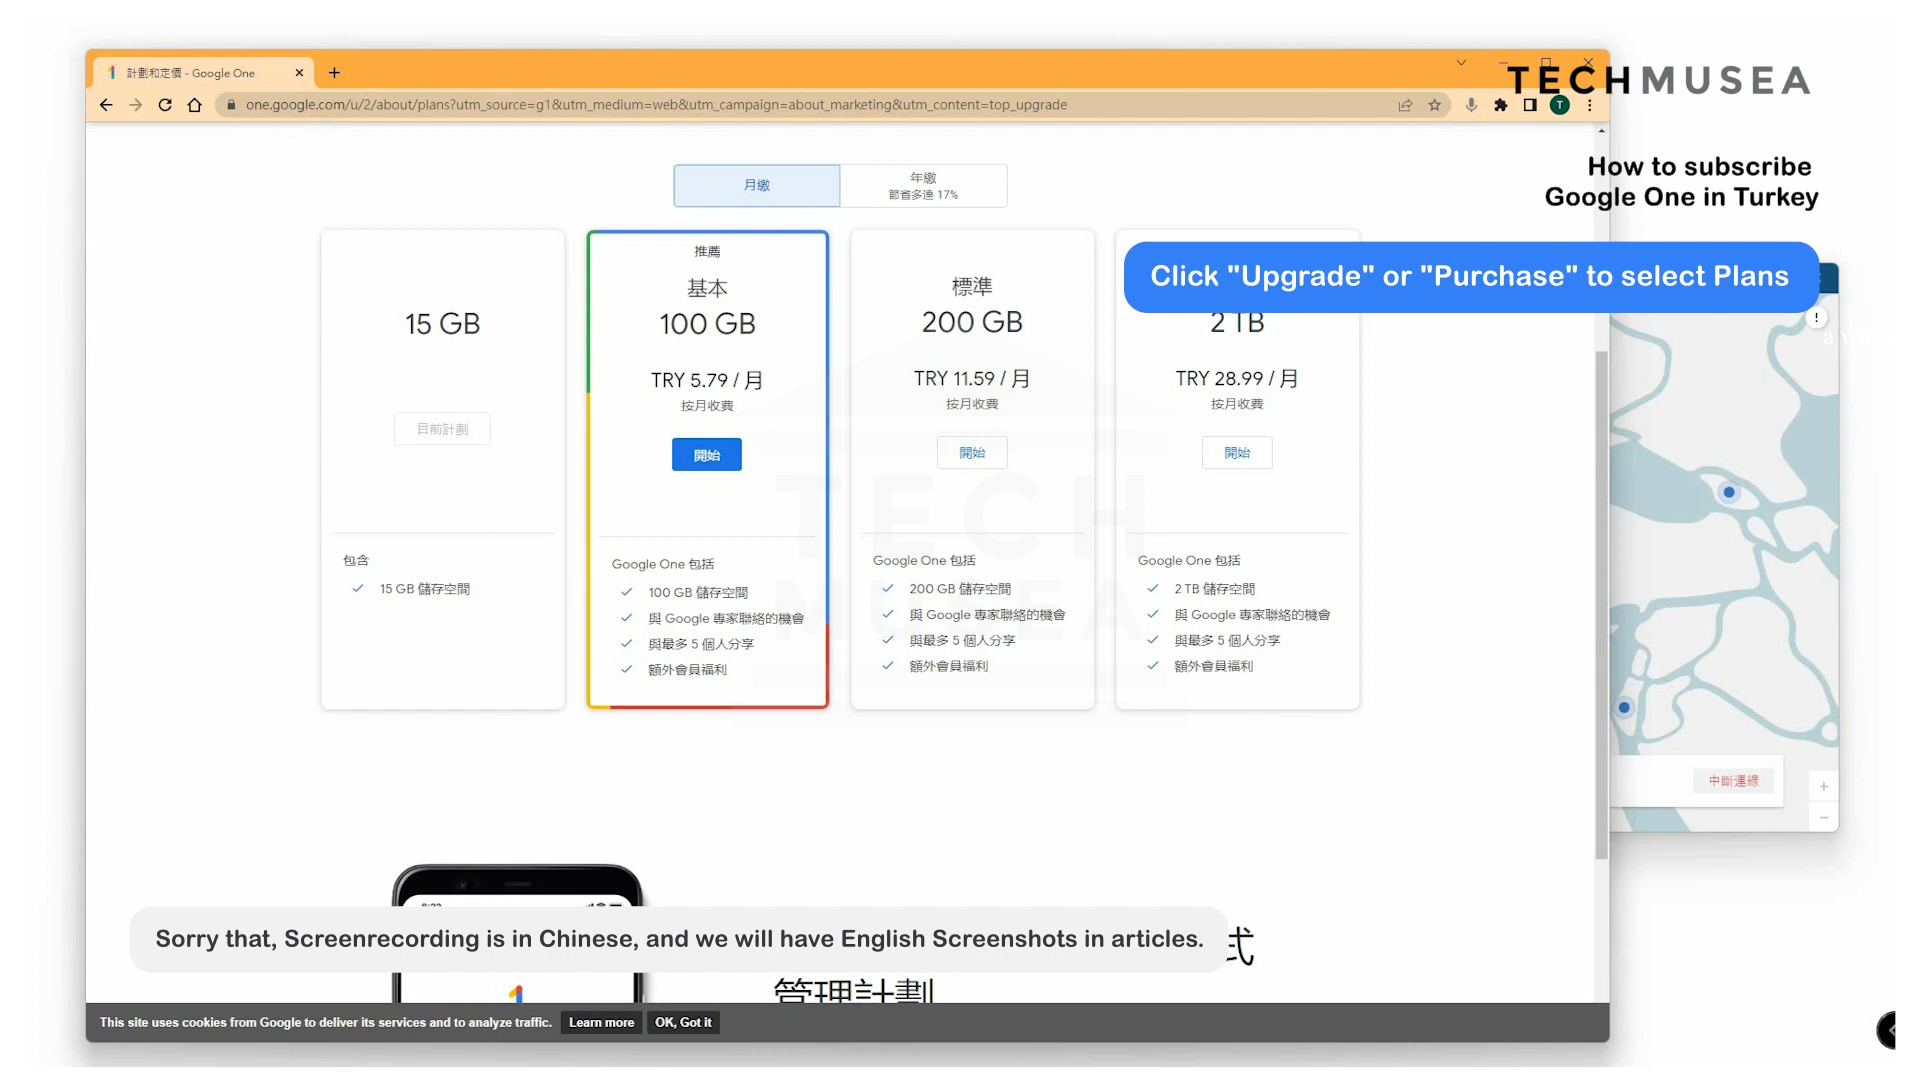 計劃和定價 - Google One
TECHMUSEA
one.google.com/u/2/about/plans?utm_source=g1&utm_medium=web&utm_campaign=about_marketing&utm_content=top_upgrade
T
How to subscribe
Google One in Turkey
月繳
年繳
節省多達 17%
Click "Upgrade" or "Purchase" to select Plans
15 GB
目前計劃
包含
15 GB 儲存空間
推薦
基本
100 GB
TRY 5.79 / 月
按月收費
開始
Google One 包括
100 GB 儲存空間
與 Google 專家聯絡的機會
與最多 5 個人分享
額外會員福利
標準
200 GB
TRY 11.59 / 月
按月收費
開始
Google One 包括
200 GB 儲存空間
與 Google 專家聯絡的機會
與最多 5 個人分享
額外會員福利
2 TB
TRY 28.99 / 月
按月收費
開始
Google One 包括
2 TB 儲存空間
與 Google 專家聯絡的機會
與最多 5 個人分享
額外會員福利
TECH
MUSEA
中斷連線
Sorry that, Screenrecording is in Chinese, and we will have English Screenshots in articles.
式
管理計劃
This site uses cookies from Google to deliver its services and to analyze traffic.
Learn more
OK, Got it